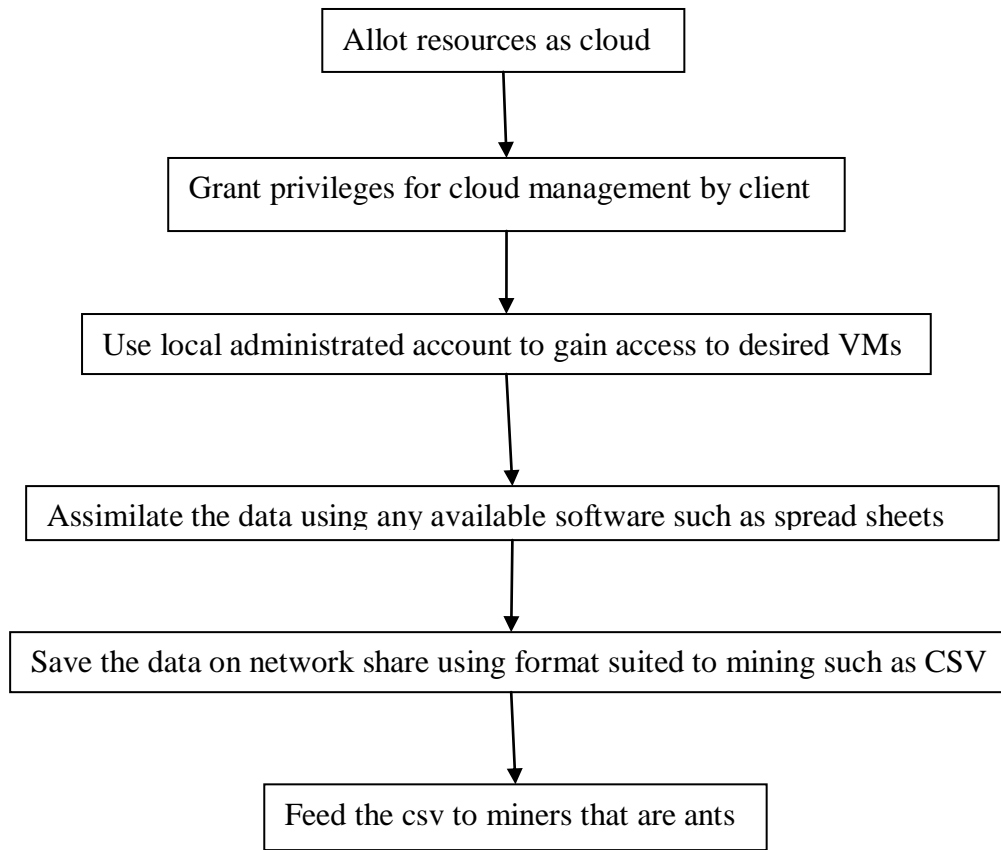 Allot resources as cloud
Grant privileges for cloud management by client
Use local administrated account to gain access to desired VMs
Assimilate the data using any available software such as spread sheets
Save the data on network share using format suited to mining such as CSV
Feed the csv to miners that are ants